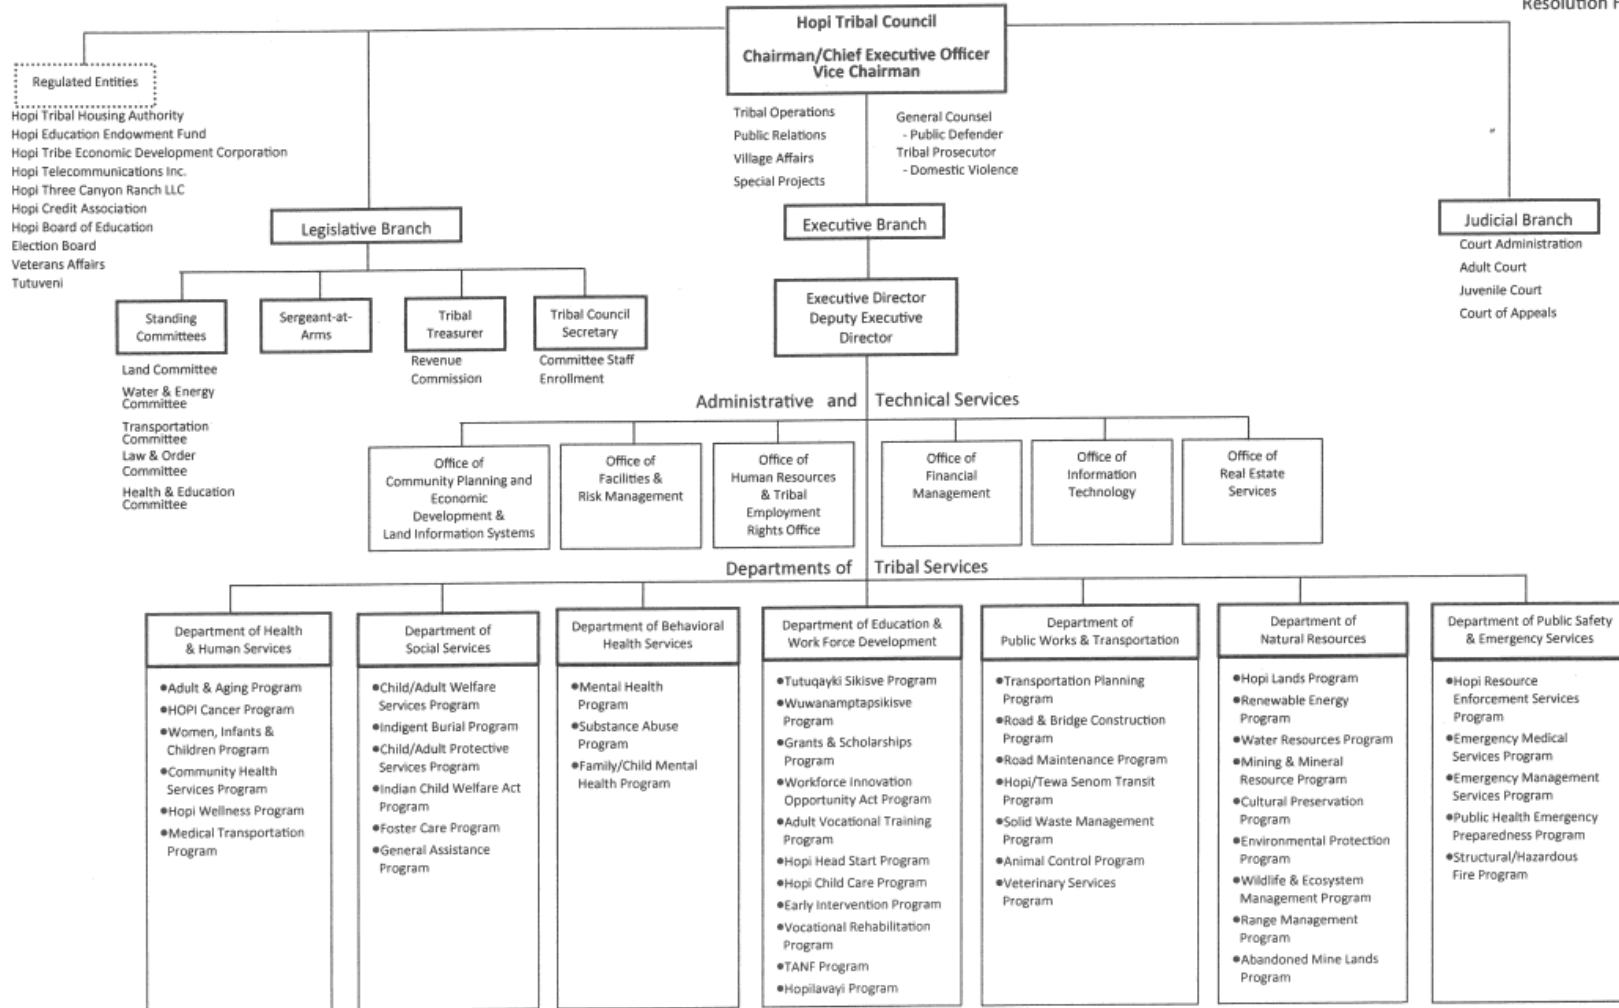 Resolution
Hopi Tribal Council
Chairman/Chief Executive Officer
Vice Chairman
Regulated Entities
Hopi Tribal Housing Authority
Hopi Education Endowment Fund
Hopi Tribe Economic Development Corporation
Hopi Telecommunications Inc.
Hopi Three Canyon Ranch LLC
Hopi Credit Association
Hopi Board of Education
Election Board
Veterans Affairs
Tutuveni
Tribal Operations
Public Relations
Village Affairs
Special Projects
General Counsel
- Public Defender
Tribal Prosecutor
- Domestic Violence
Legislative Branch
Executive Branch
Judicial Branch
Court Administration
Adult Court
Juvenile Court
Court of Appeals
Standing
Committees
Land Committee
Water & Energy
Committee
Transportation
Committee
Law & Order
Committee
Health & Education
Committee
Sergeant-at-
Arms
Tribal
Treasurer
Revenue
Commission
Tribal Council
Secretary
Committee Staff
Enrollment
Executive Director
Deputy Executive
Director
Administrative and Technical Services
Office of
Community Planning and
Economic
Development &
Land Information Systems
Office of
Facilities &
Risk Management
Office of
Human Resources
& Tribal
Employment
Rights Office
Office of
Financial
Management
Office of
Information
Technology
Office of
Real Estate
Services
Departments of Tribal Services
Department of Health
& Human Services
●Adult & Aging Program
●HOPI Cancer Program
●Women, Infants &
Children Program
●Community Health
Services Program
●Hopi Wellness Program
●Medical Transportation
Program
Department of
Social Services
●Child/Adult Welfare
Services Program
●Indigent Burial Program
●Child/Adult Protective
Services Program
●Indian Child Welfare Act
Program
●Foster Care Program
●General Assistance
Program
Department of Behavioral
Health Services
●Mental Health
Program
●Substance Abuse
Program
●Family/Child Mental
Health Program
Department of Education &
Work Force Development
●Tutuqayki Sikisve Program
●Wuwanamptapsikisve
Program
●Grants & Scholarships
Program
●Workforce Innovation
Opportunity Act Program
●Adult Vocational Training
Program
●Hopi Head Start Program
●Hopi Child Care Program
●Early Intervention Program
●Vocational Rehabilitation
Program
●TANF Program
●Hopilavayi Program
Department of
Public Works & Transportation
●Transportation Planning
Program
●Road & Bridge Construction
Program
●Road Maintenance Program
●Hopi/Tewa Senom Transit
Program
●Solid Waste Management
Program
●Animal Control Program
●Veterinary Services
Program
Department of
Natural Resources
●Hopi Lands Program
●Renewable Energy
Program
●Water Resources Program
●Mining & Mineral
Resource Program
●Cultural Preservation
Program
●Environmental Protection
Program
●Wildlife & Ecosystem
Management Program
●Range Management
Program
●Abandoned Mine Lands
Program
Department of Public Safety
& Emergency Services
●Hopi Resource
Enforcement Services
Program
●Emergency Medical
Services Program
●Emergency Management
Services Program
●Public Health Emergency
Preparedness Program
●Structural/Hazardous
Fire Program